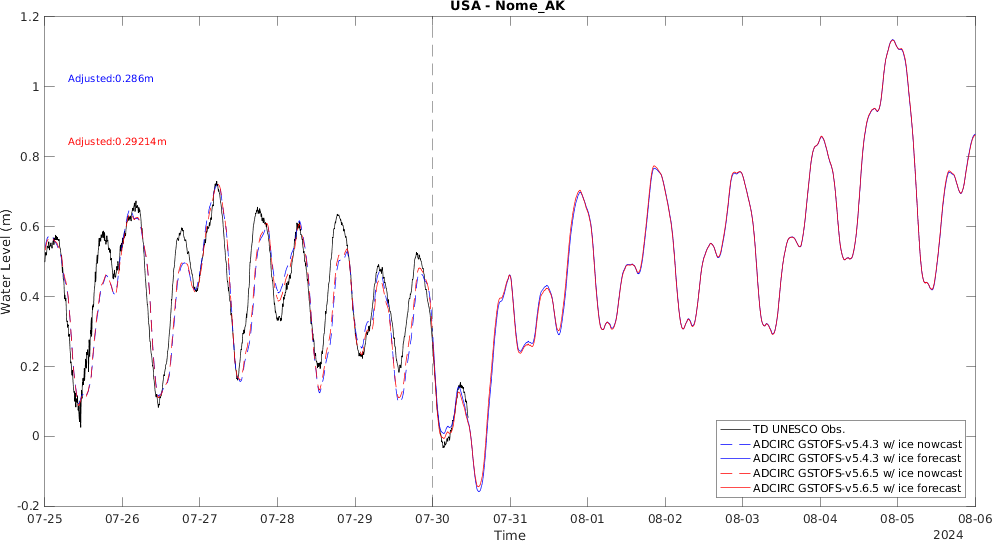 USA - Nome_AK
1.2
1
0.8
0.6
0.4
0.2
0
-0.2
Water Level (m)
Adjusted:0.286m
Adjusted:0.29214m
TD UNESCO Obs.
ADCIRC GSTOFS-v5.4.3 w/ ice nowcast
ADCIRC GSTOFS-v5.4.3 w/ ice forecast
ADCIRC GSTOFS-v5.6.5 w/ ice nowcast
ADCIRC GSTOFS-v5.6.5 w/ ice forecast
07-25 07-26 07-27 07-28 07-29 07-30 07-31 08-01 08-02 08-03 08-04 08-05 08-06
Time
2024